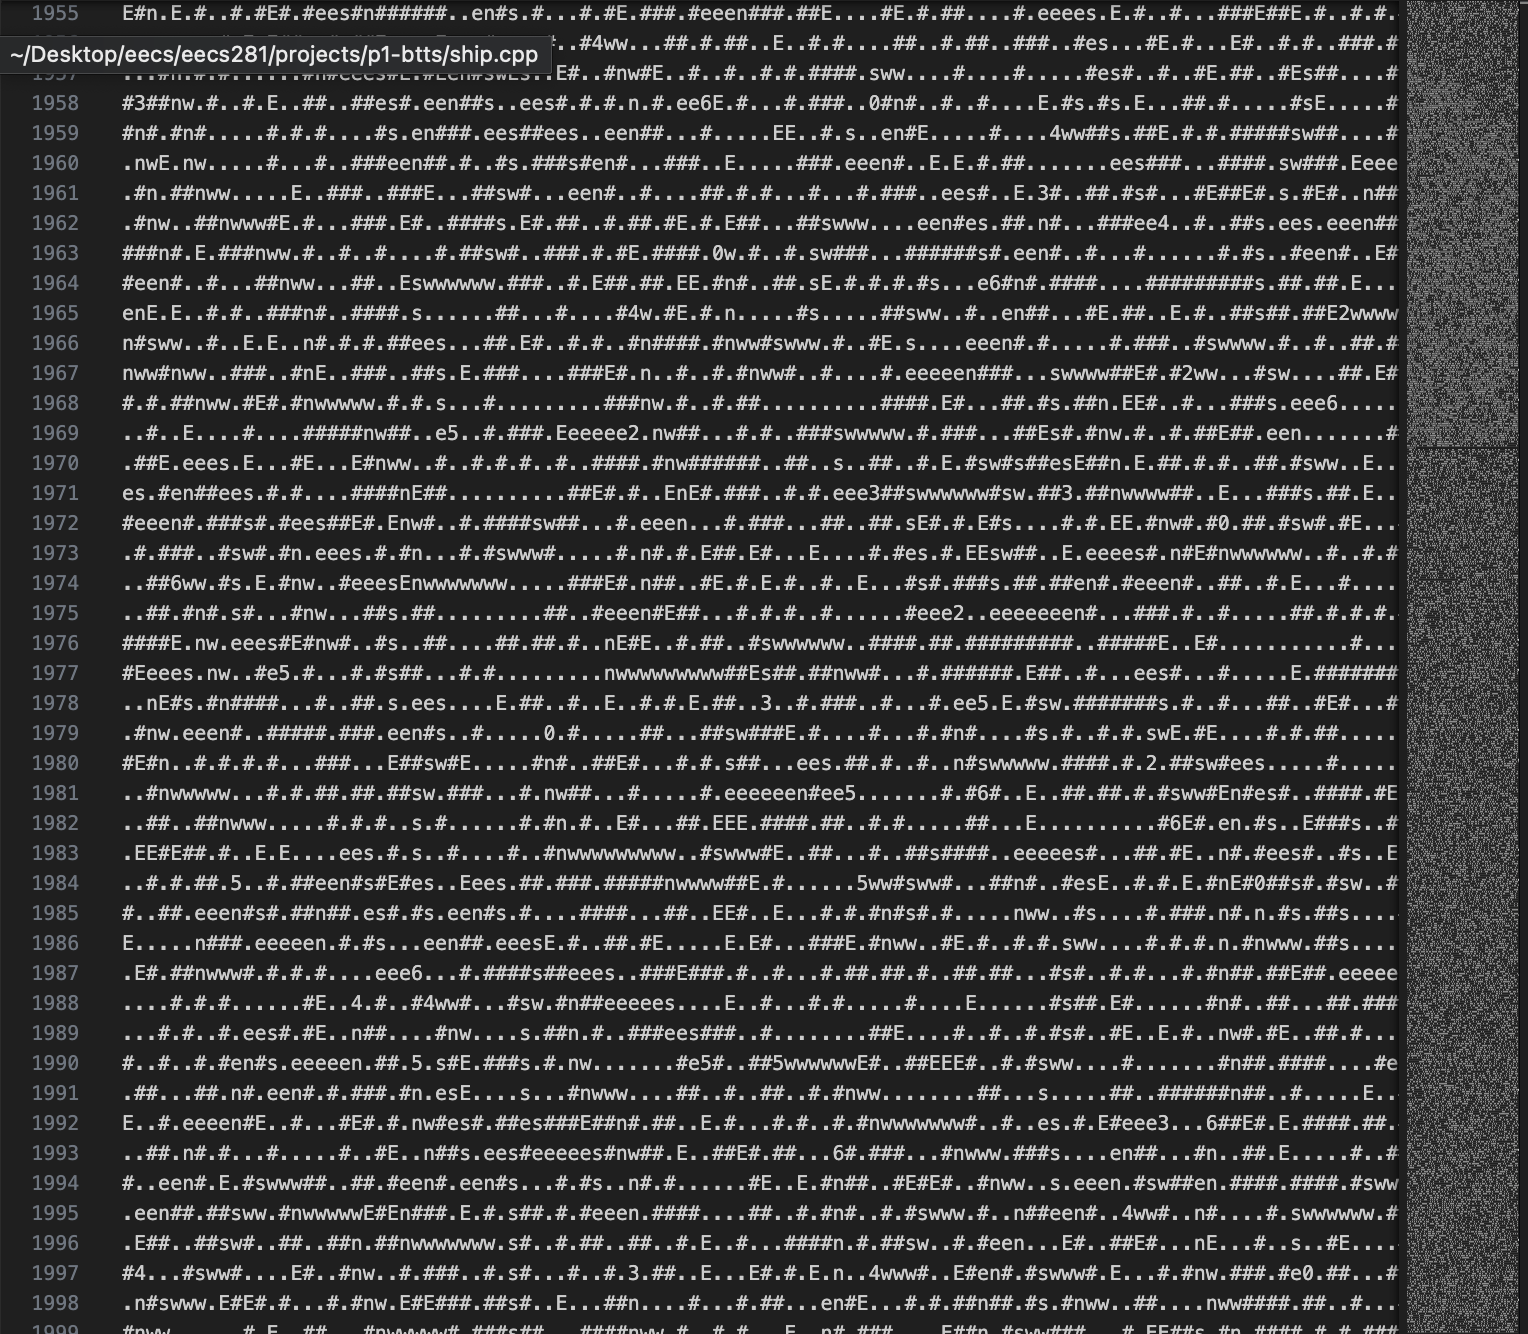 1955 E#n.E.#..#.#E#.#ees#n######..en#s.#...#.#E.###.#eeen###.##E....#E.#.##....#.eeees.E.#..#...###E##E.#..#.#.
~/Desktop/eecs/eecs281/projects/p1-btts/ship.cpp
1958 #3##nw.#..#.E..##..##es#.een##s..ees#.#.#.n.#.ee6E.#...#.###..0#n#..#..#....E.#s.#s.E...##.#.....#sE.....#
1959 #n#.#n#.....#.#.#....#s.en###.ees##ees..een##...#.....EE..#.s..en#E.....#....4ww##s.##E.#.#.#####sw##....#
1960 .nwE.nw.....#...#..###een##.#..#s.###s#en#...###..E.....###.eeen#..E.E.#.##.......ees###...####.sw###.Eeee
1961 .#n.##nww.....E..###..###E...##sw#...een#..#....##.#.#...#...#.###..ees#..E.3#..##.#s#...#E##E#.s.#E#..n##
1962 .#nw..##nwww#E.#...###.E#..####s.E#.##..#.##.#E.#.E##...##swww....een#es.##.n#...###ee4..#..##s.ees.eeen##
1963 ###n#.E.###nww.#..#..#....#.##sw#..###.#.#E.####.0w.#..#.sw###...######s#.een#..#...#......#.#s..#een#..E#
1964 #een#..#...##nww...##..Eswwwwww.###..#.E##.##.EE.#n#..##.sE.#.#.#.#s...e6#n#.####....#########s.##.##.E...
1965 enE.E..#.#..###n#..####.s......##...#....#4w.#E.#.n.....#s.....##sww..#..en##...#E.##..E.#..##s##.##E2wwww
1966 n#sww..#..E.E..n#.#.#.##ees...##.E#..#.#..#n####.#nww#swww.#..#E.s....eeen#.#.....#.###..#swwww.#..#..##.#
1967 nww#nww..###..#nE..###..##s.E.###....###E#.n..#..#.#nww#..#....#.eeeeen###...swwww##E#.#2ww...#sw....##.E#
1968 #.#.##nww.#E#.#nwwwww.#.#.s...#.........###nw.#..#.##..........####.E#...##.#s.##n.EE#..#...###s.eee6.....
1969 ..#..E....#....#####nw##..e5..#.###.Eeeeee2.nw##...#.#..###swwwww.#.###...##Es#.#nw.#..#.##E##.een.......#
1970 .##E.eees.E...#E...E#nww..#..#.#.#..#..####.#nw######..##..s..##..#.E.#sw#s##esE##n.E.##.#.#..##.#sww..E..
1971 es.#en##ees.#.#....####nE##..........##E#.#..EnE#.###..#.#.eee3##swwwwww#sw.##3.##nwwww##..E...###s.##.E..
1972 #eeen#.###s#.#ees##E#.Enw#..#.####sw##...#.eeen...#.###...##..##.sE#.#.E#s....#.#.EE.#nw#.#0.##.#sw#.#E...
1973 .#.###..#sw#.#n.eees.#.#n...#.#swww#.....#.n#.#.E##.E#...E....#.#es.#.EEsw##..E.eeees#.n#E#nwwwwww..#..#.#
1974 ..##6ww.#s.E.#nw..#eeesEnwwwwwww.....###E#.n##..#E.#.E.#..#..E...#s#.###s.##.##en#.#eeen#..##..#.E...#....
1975 ..##.#n#.s#...#nw...##s.##.........##..#eeen#E##...#.#.#..#......#eee2..eeeeeeen#...###.#..#.....##.#.#.#.
1976 ####E.nw.eees#E#nw#..#s..##....##.##.#..nE#E..#.##..#swwwwww..####.##.#########..#####E..E#...........#...
1977 #Eeees.nw..#e5.#...#.#s##...#.#.........nwwwwwwwww##Es##.##nww#...#.######.E##..#...ees#...#.....E.#######
1978 ..nE#s.#n####...#..##.s.ees....E.##..#..E..#.#.E.##..3..#.###..#...#.ee5.E.#sw.#######s.#..#...##..#E#...#
1979 .#nw.eeen#..#####.###.een#s..#.....0.#.....##...##sw###E.#....#...#.#n#....#s.#..#.#.swE.#E....#.#.##.....
1980 #E#n..#.#.#.#...###...E##sw#E.....#n#..##E#...#.#.s##...ees.##.#..#..n#swwwww.####.#.2.##sw#ees.....#.....
1981 ..#nwwwww...#.#.##.##.##sw.###...#.nw##...#.....#.eeeeeen#ee5.......#.#6#..E..##.##.#.#sww#En#es#..####.#E
1982 ..##..##nwww.....#.#.#..s.#......#.#n.#..E#...##.EEE.####.##..#.#.....##...E..........#6E#.en.#s..E###s..#
1983 .EE#E##.#..E.E....ees.#.s..#....#..#nwwwwwwwwww..#swww#E..##...#..##s####..eeeees#...##.#E..n#.#ees#..#s..E
1984 ..#.#.##.5..#.##een#s#E#es..Eees.##.###.#####nwwww##E.#......5ww#sww#...##n#..#esE..#.#.E.#nE#0##s#.#sw..#
1985 #..##.eeen#s#.##n##.es#.#s.een#s.#....####...##..EE#..E...#.#.#n#s#.#.....nww..#s....#.###.n#.n.#s.##s....
1986 E.....n###.eeeeen.#.#s...een##.eeesE.#..##.#E.....E.E#...###E.#nww..#E.#..#.#.sww....#.#.#.n.#nwww.##s....
1987 .E#.##nwww#.#.#.#....eee6...#.####s##eees..###E###.#..#...#.##.##.#..##.##...#s#..#.#...#.#n##.##E##.eeeee
1988 ....#.#.#......#E..4.#..#4ww#...#sw.#n##eeeees....E..#...#.#.....#....E......#s##.E#.......#n#..##...##.###
1989 ...#.#..#.ees#.#E..n##....#nw....s.##n.#..###ees###..#........##E....#..#.#.#s#..#E..E.#..nw#.#E..##.#...
1990 #..#..#.#en#s.eeeeen.##.5.s#E.###s.#.nw.......#e5#..##5wwwwwwE#..##EEE#..#.#sww....#.......#n##.####....#e
1991 .##...##.n#.een#.#.###.#n.esE....s...#nwww....##..#..##..#.#nww........##...s.....##..######n##..#.....E..
1992 E..#.eeeen#E..#...#E#.#.nw#es#.##es###E##n#.##..E.#...#.#..#.#nwwwwwww#..#..es.#.E#eee3...6##E#.E.####.##.
1993 ..##.n#.#...#.....#..#E..n##s.ees#eeeees#nw##.E..##E#.##...6#.###...#nwww.###s....en##...#n..##.E.....#...
1994 #..een#.E.#swww##..##.#een#.een#s...#.#s..n#.#......#E..E.#n##..#E#E#..#nww..s.eeen.#sw##en.####.####.#sww
1995 .een##.##sww.#nwwwwwE#En###.E.#.s##.#.#een.####....##..#.#n#..#.#swww.#..n##een#..4ww#..n#....#.swwwwww.#
1996 .E##..##sw#..##..##n.##nwwwwwww.s#..#.##..##..#.E..#...####n.#.##sw..#.#een...E#..##E#...nE...#..s..#E....
1997 #4...#sww#....E#..#nw..#.###..#.s#...#..#.3.##..E...E#.#.E.n..4www#..E#en#.#swww#.E...#.#nw.###.#e0.##...#
1998 .n#swww.E#E#.#...#.#nw.E#E###.##s#..E...##n....#...#.##...en#E...#.#.##n##.#s.#nww..##....nww####.##..#...
1999